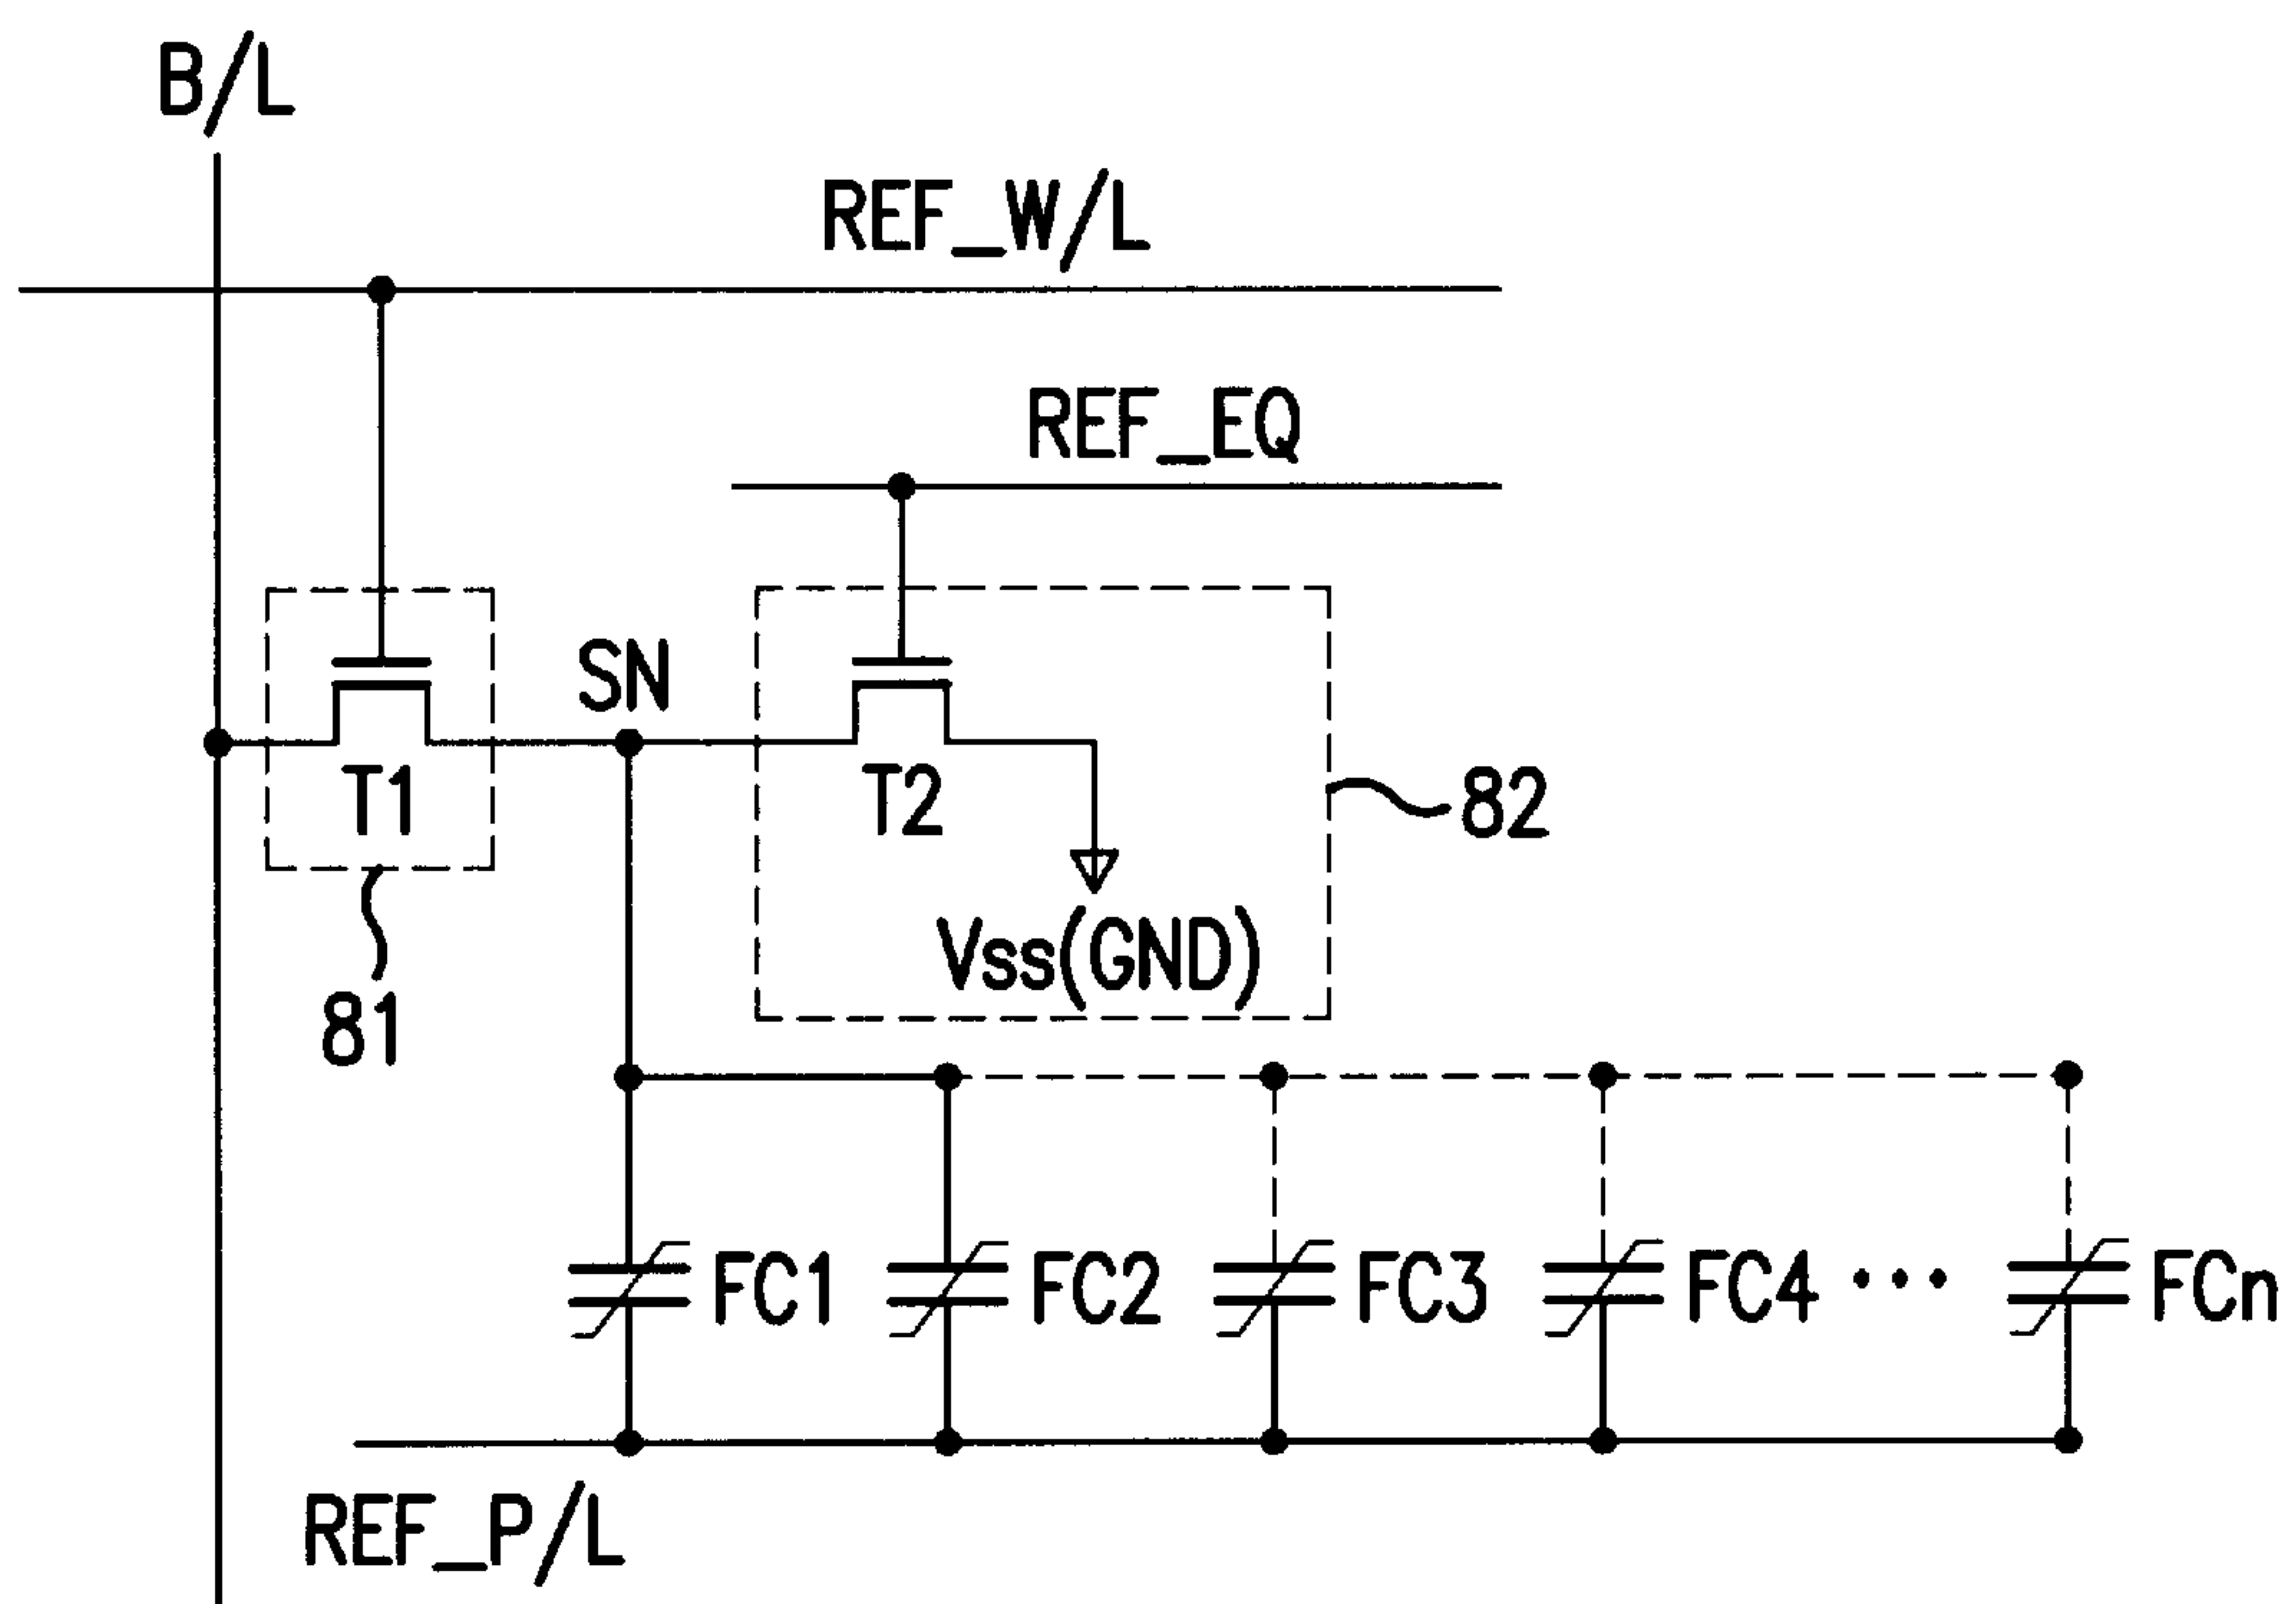 B/L
REF_W/L
REF_EQ
SN
T1
T2
82
Vss(GND)
81
FC1
FC2
FC3
FC4 •••
FCn
REF_P/L